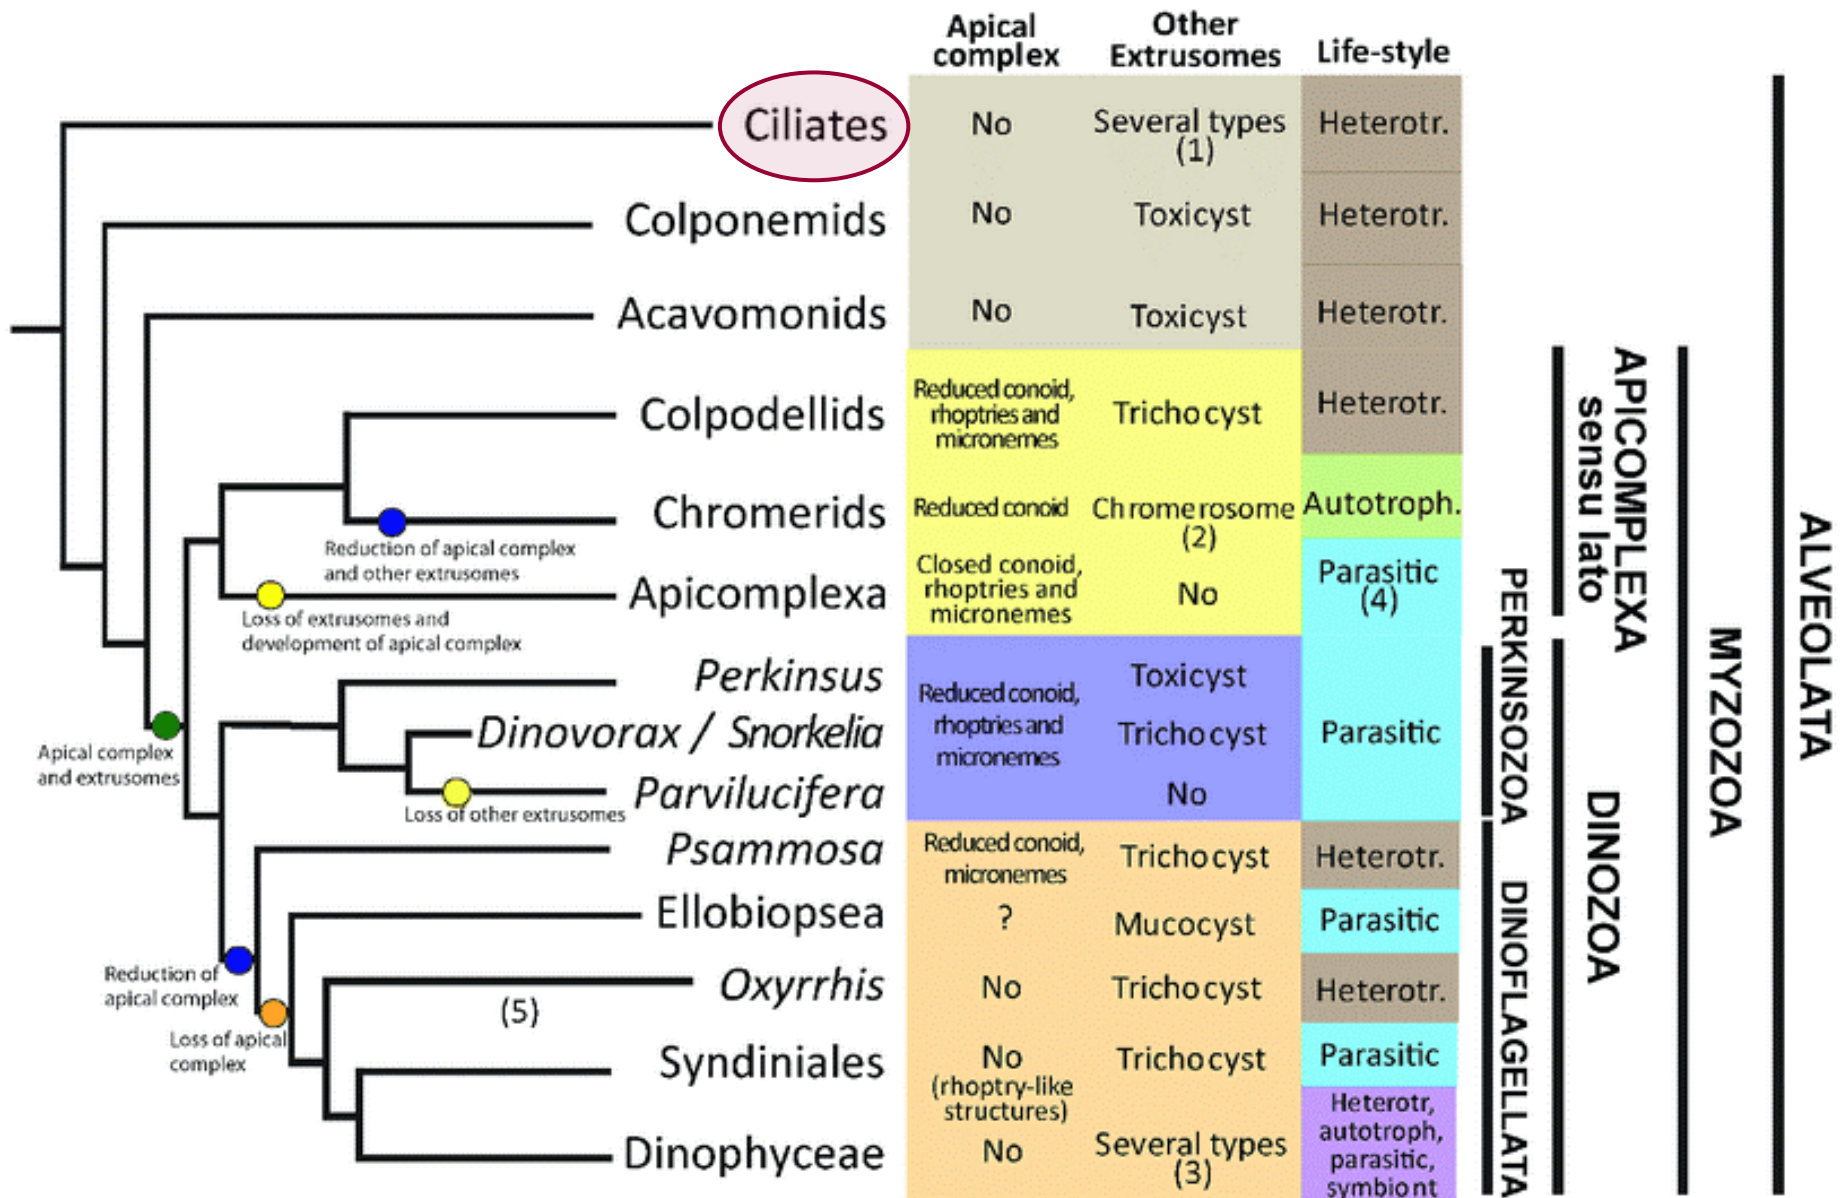 Apical
complex
Other
Extrusomes
Life-style
Ciliates
No
Several types
(1)
Heterotr.
Colponemids
No
Toxicyst
Heterotr.
Acavomonids
No
Toxicyst
Heterotr.
Colpodellids
Reduced conoid,
rhoptries and
micronemes
Trichocyst
Heterotr.
Chromerids
Reduced conoid
Chromerosome
(2)
Autotroph.
Reduction of apical complex
and other extrusomes
Apicomplexa
Closed conoid,
rhoptries and
micronemes
No
Parasitic
(4)
Loss of extrusomes and
development of apical complex
Perkinsus
Toxicyst
Reduced conoid,
rhoptries and
micronemes
Dinovorax / Snorkelia
Trichocyst
Parasitic
Apical complex
and extrusomes
Parvilucifera
No
Loss of other extrusomes
Psammosa
Reduced conoid,
micronemes
Trichocyst
Heterotr.
Ellobiopsea
?
Mucocyst
Parasitic
Reduction of
apical complex
Oxyrrhis
No
Trichocyst
Heterotr.
(5)
Loss of apical
complex
Syndiniales
No
(rhoptry-like
structures)
Trichocyst
Parasitic
Dinophyceae
No
Several types
(3)
Heterotr,
autotroph,
parasitic,
symbiont
PERKINSOZOA
DINOFLAGELLATA
APICOMPLEXA
sensu lato
DINOZOA
MYZOZOA
ALVEOLATA